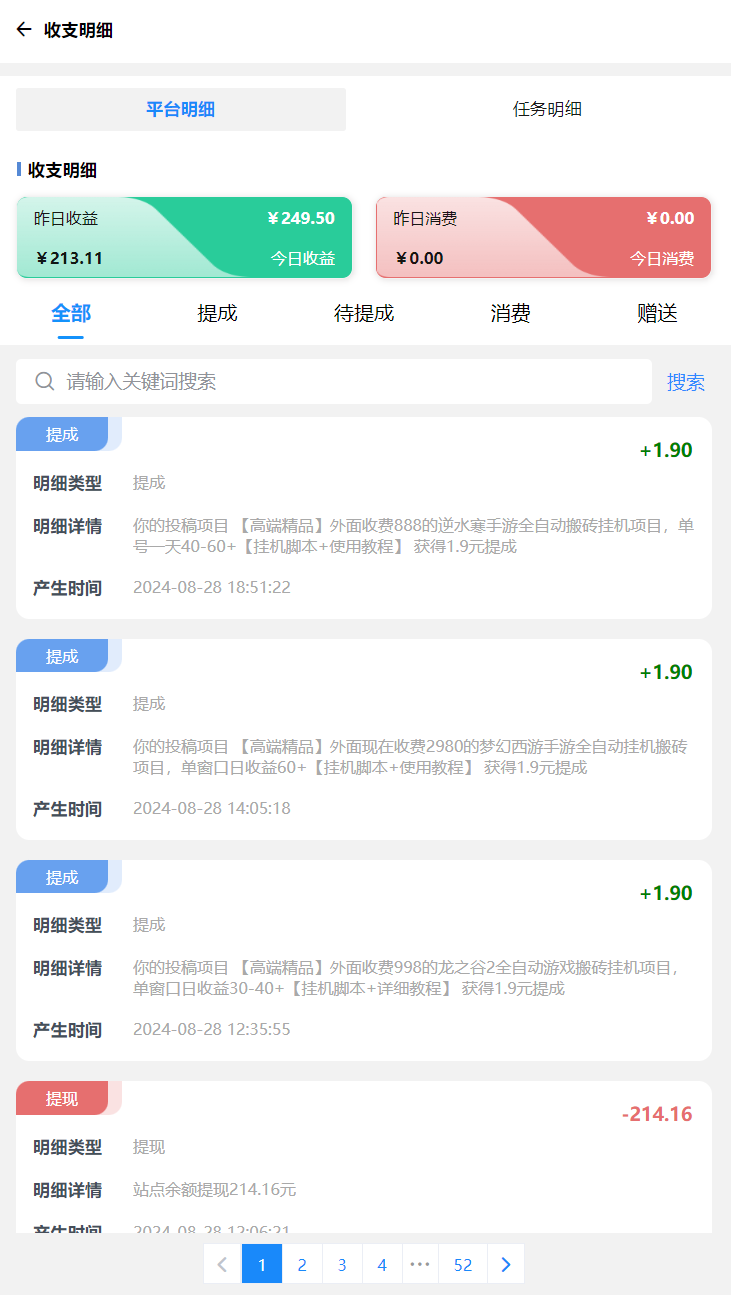 收支明细
平台明细 任务明细
收支明细
昨日收益 ￥249.50 昨日消费 ￥0.00
￥213.11 今日收益 ￥0.00 今日消费
全部 提成 待提成 消费 赠送
请输入关键词搜索 搜索
提成
+1.90
明细类型 提成
明细详情 你的投稿项目 【高端精品】外面收费888的逆水寒手游全自动搬砖挂机项目，单
号一天40-60+【挂机脚本+使用教程】 获得1.9元提成
产生时间 2024-08-28 18:51:22
提成
+1.90
明细类型 提成
明细详情 你的投稿项目 【高端精品】外面现在收费2980的梦幻西游手游全自动挂机搬砖
项目，单窗口日收益60+【挂机脚本+使用教程】 获得1.9元提成
产生时间 2024-08-28 14:05:18
提成
+1.90
明细类型 提成
明细详情 你的投稿项目 【高端精品】外面收费998的龙之谷2全自动游戏搬砖挂机项目，
单窗口日收益30-40+【挂机脚本+详细教程】 获得1.9元提成
产生时间 2024-08-28 12:35:55
提现
-214.16
明细类型 提现
明细详情 站点余额提现214.16元
产生时间 2024-08-28 12:06:21
1 2 3 4 ••• 52